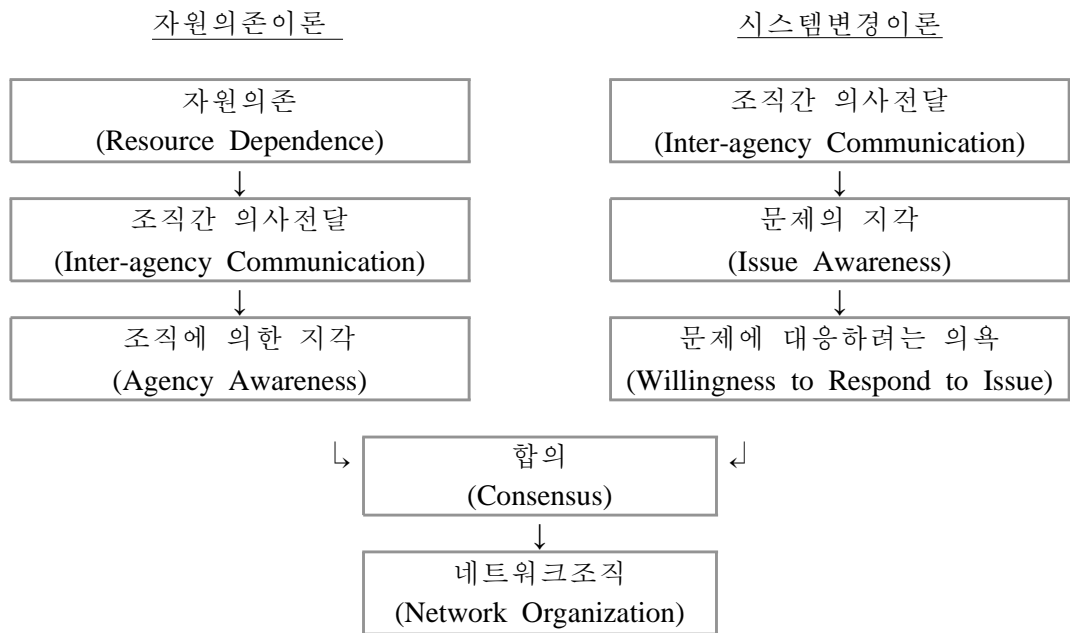 자원의존이론
시스템변경이론
자원의존
(Resource Dependence)
↓
조직간 의사전달
(Inter-agency Communication)
↓
조직에 의한 지각
(Agency Awareness)
조직간 의사전달
(Inter-agency Communication)
↓
문제의 지각
(Issue Awareness)
↓
문제에 대응하려는 의욕
(Willingness to Respond to Issue)
합의
(Consensus)
↓
네트워크조직
(Network Organization)